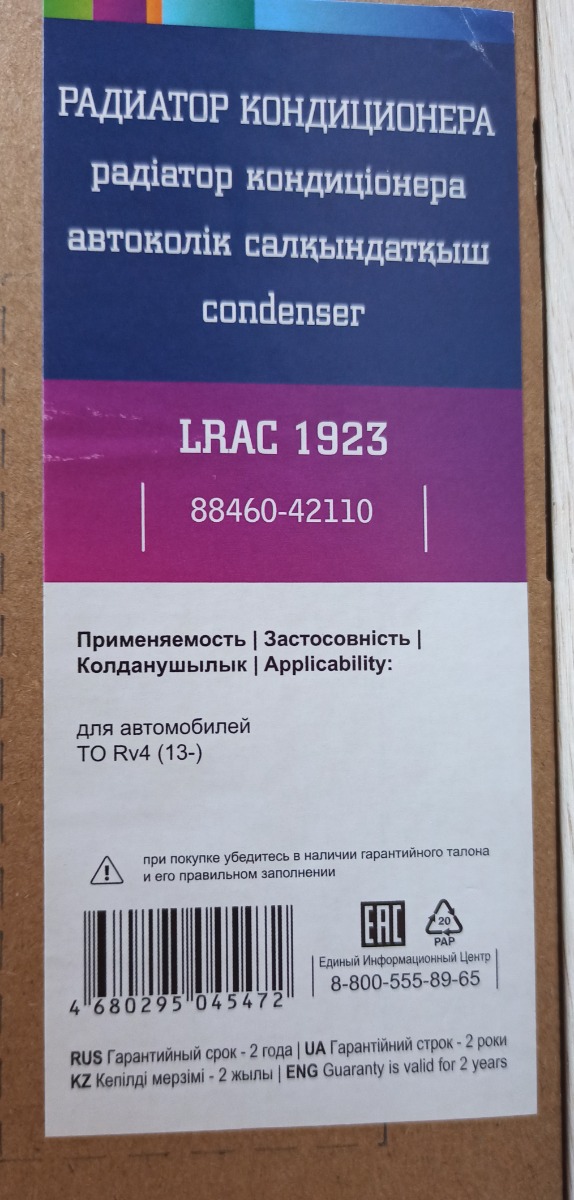 РАДИАТОР КОНДИЦИОНЕРА
радіатор кондиціонера
автоколік салқындатқыш
condenser
LRAC 1923
88460-42110
Применяемость | Застосовність |
Колданушылык | Applicability:
для автомобилей
TO Rv4 (13-)
при покупке убедитесь в наличии гарантийного талона
и его правильном заполнении
EAC
20
PAP
Единый Информационный Центр
8-800-555-89-65
4 680295 045472
RUS Гарантийный срок - 2 года | UA Гарантійний строк - 2 роки
KZ Кепілді мерзімі - 2 жылы | ENG Guaranty is valid for 2 years